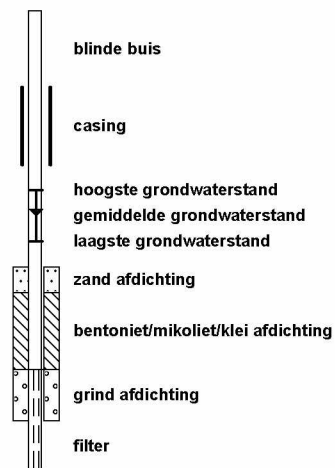 blinde buis
casing
hoogste grondwaterstand
gemiddelde grondwaterstand
laagste grondwaterstand
zand afdichting
bentoniet/mikoliet/klei afdichting
grind afdichting
filter